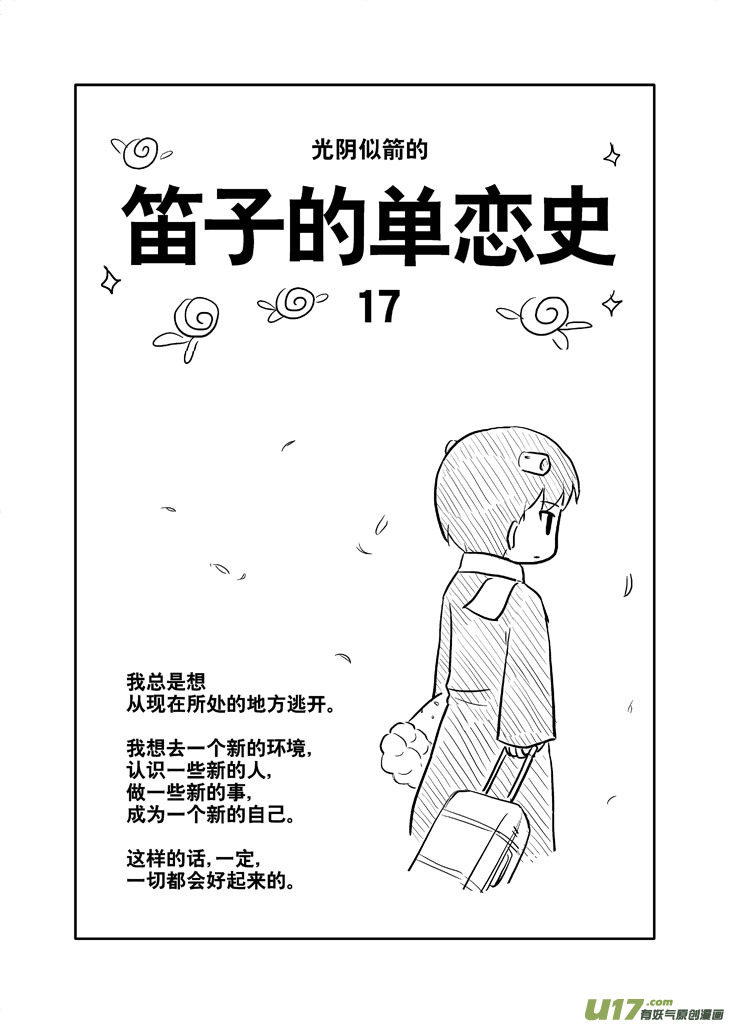 光阴似箭的
笛子的单恋史
17
我总是想
从现在所处的地方逃开。
我想去一个新的环境,
认识一些新的人,
做一些新的事,
成为一个新的自己。
这样的话,一定,
一切都会好起来的。
U17.com
有妖气原创漫画